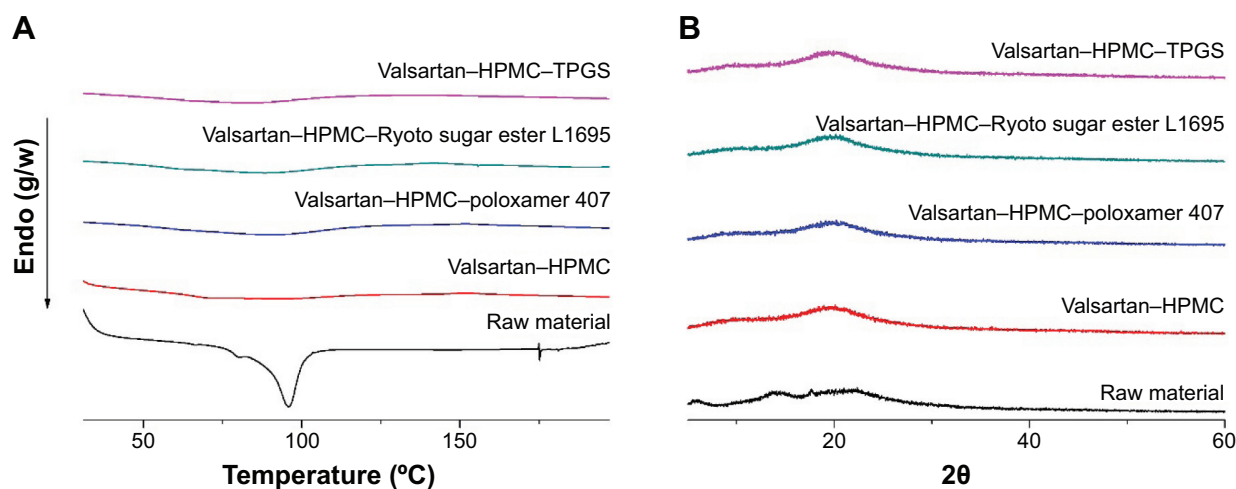 A
Valsartan–HPMC–TPGS
Valsartan–HPMC–Ryoto sugar ester L1695
Valsartan–HPMC–poloxamer 407
Valsartan–HPMC
Raw material
Endo (g/w)
50
100
150
Temperature (ºC)
B
Valsartan–HPMC–TPGS
Valsartan–HPMC–Ryoto sugar ester L1695
Valsartan–HPMC–poloxamer 407
Valsartan–HPMC
Raw material
20
40
60
2θ